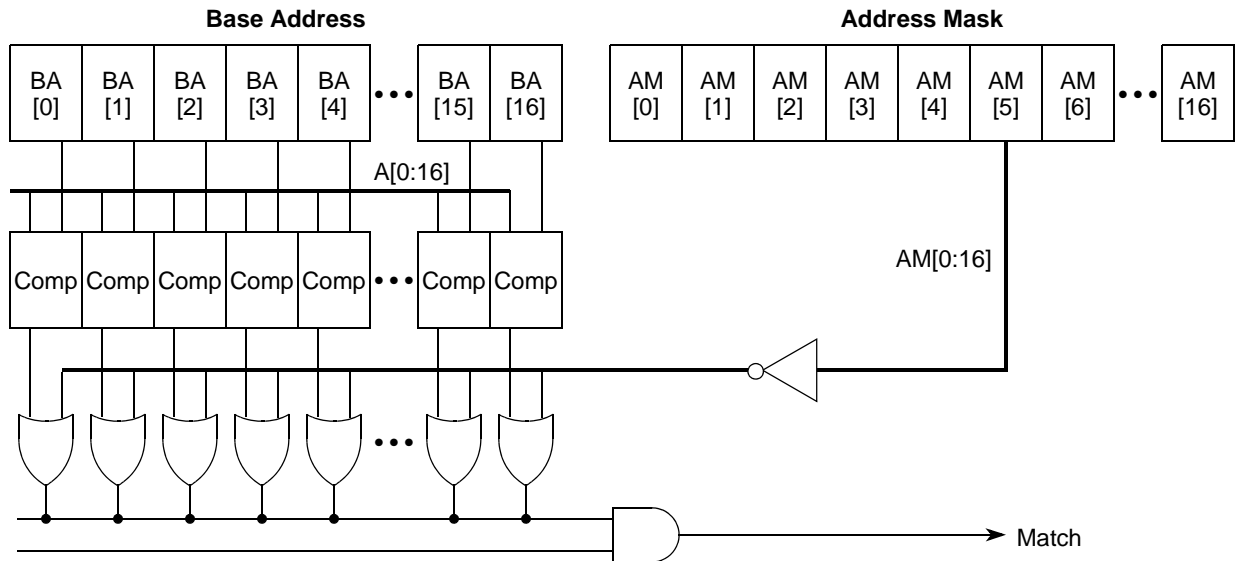 Base Address
Address Mask
BA [0]
BA [1]
BA [2]
BA [3]
BA [4]
•••
BA [15]
BA [16]
AM [0]
AM [1]
AM [2]
AM [3]
AM [4]
AM [5]
AM [6]
•••
AM [16]
A[0:16]
Comp
Comp
Comp
Comp
Comp
•••
Comp
Comp
AM[0:16]
•••
Match